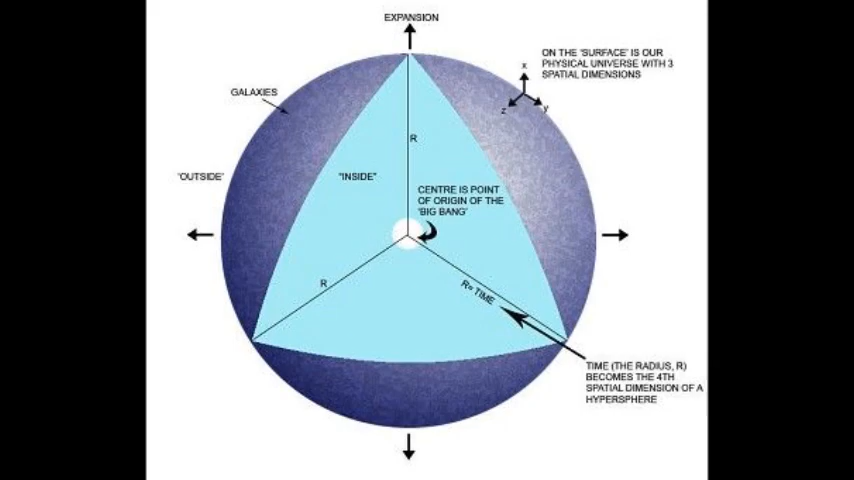 EXPANSION
ON THE 'SURFACE' IS OUR
PHYSICAL UNIVERSE WITH 3
SPATIAL DIMENSIONS
x
y
z
GALAXIES
R
'OUTSIDE'
"INSIDE"
CENTRE IS POINT
OF ORIGIN OF THE
'BIG BANG'
R
R= TIME
TIME (THE RADIUS, R)
BECOMES THE 4TH
SPATIAL DIMENSION OF A
HYPERSPHERE